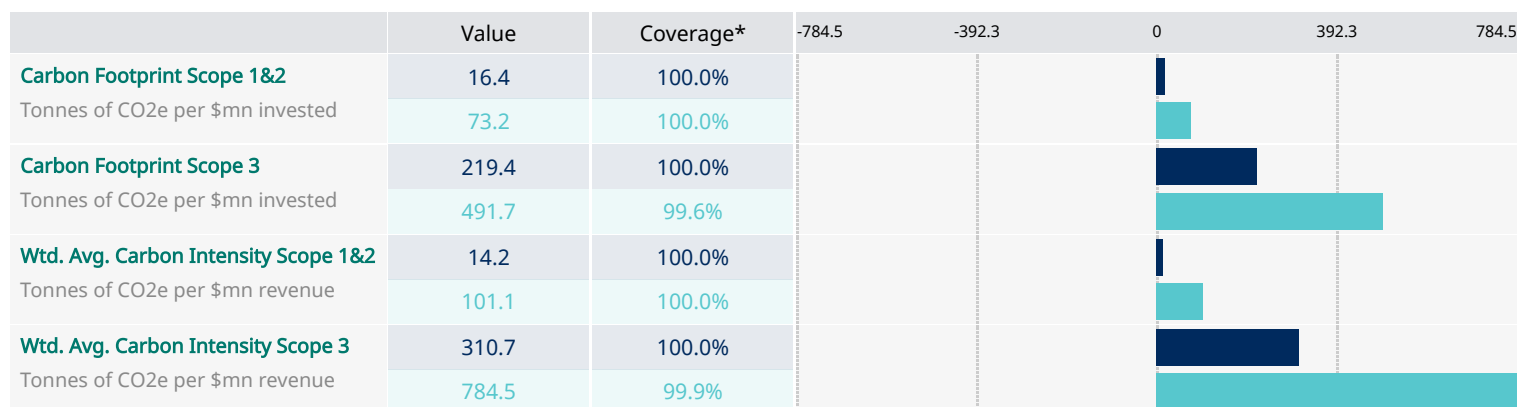 Value Coverage* -784.5 -392.3 0 392.3 784.5
Carbon Footprint Scope 1&2 16.4 100.0%
Tonnes of CO2e per $mn invested 73.2 100.0%
Carbon Footprint Scope 3 219.4 100.0%
Tonnes of CO2e per $mn invested 491.7 99.6%
Wtd. Avg. Carbon Intensity Scope 1&2 14.2 100.0%
Tonnes of CO2e per $mn revenue 101.1 100.0%
Wtd. Avg. Carbon Intensity Scope 3 310.7 100.0%
Tonnes of CO2e per $mn revenue 784.5 99.9%